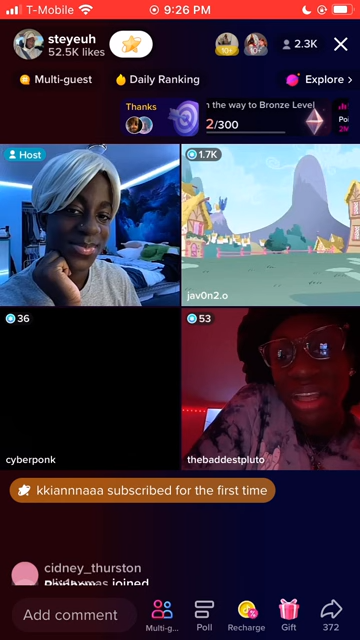 T-Mobile
9:26 PM
steyeuh
52.5K likes
10+
10+
2.3K
Multi-guest
Daily Ranking
Explore >
Thanks
n the way to Bronze Level
2/300
Host
1.7K
jav0n2.o
36
53
cyberponk
thebaddestpluto
kkiannnaaa subscribed for the first time
cidney_thurston
joined
Add comment
Multi-g...
Poll
Recharge
Gift
372